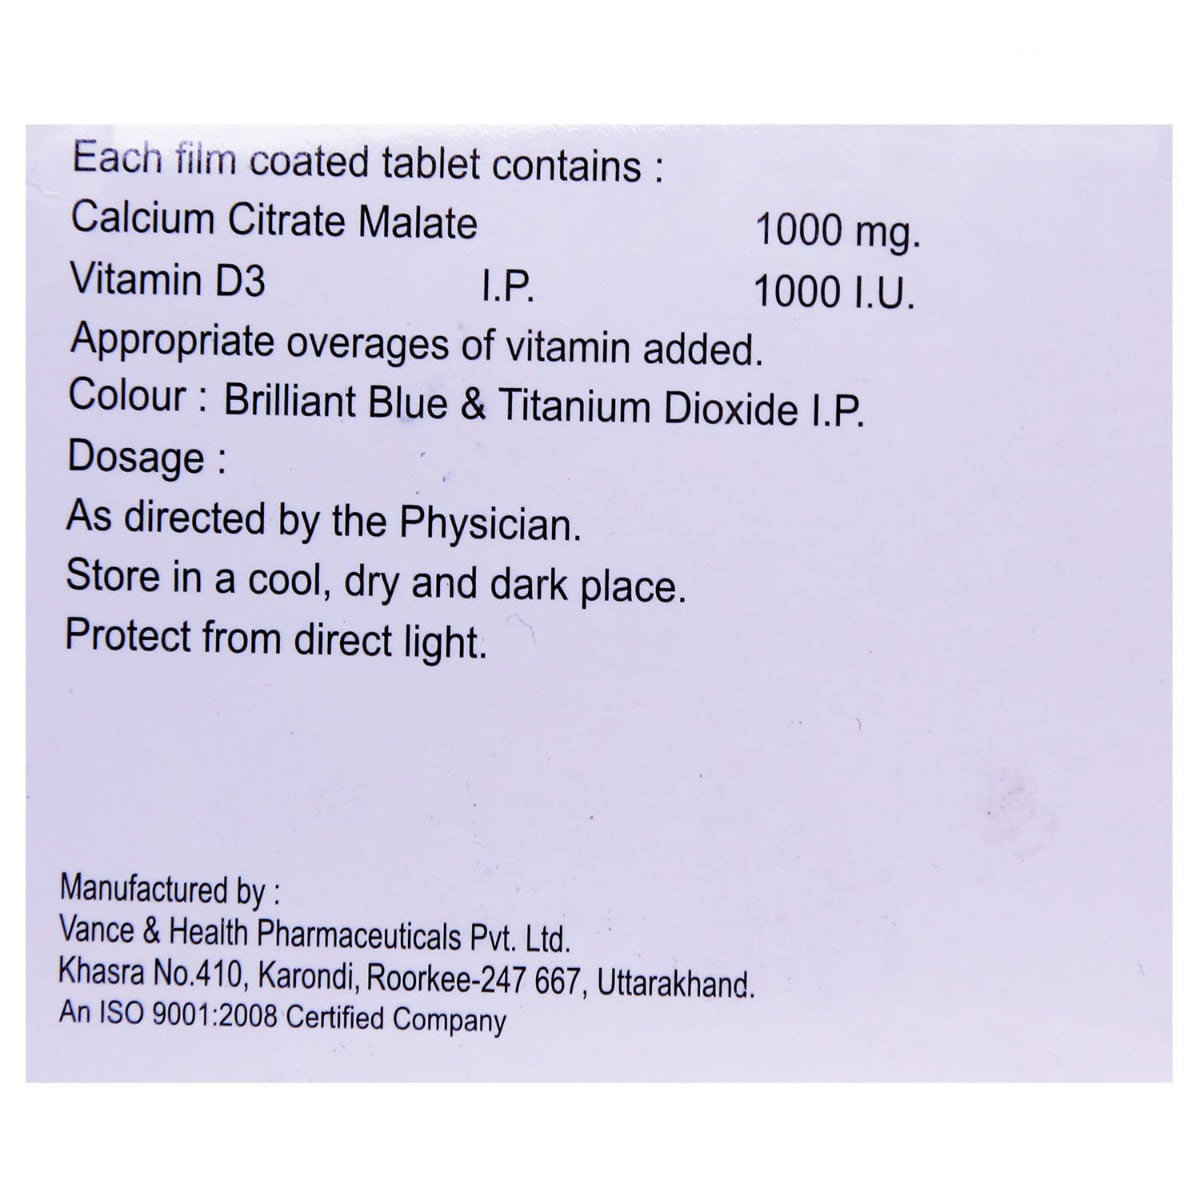 Each film coated tablet contains :
Calcium Citrate Malate 1000 mg.
Vitamin D3 I.P. 1000 I.U.
Appropriate overages of vitamin added.
Colour : Brilliant Blue & Titanium Dioxide I.P.
Dosage :
As directed by the Physician.
Store in a cool, dry and dark place.
Protect from direct light.
Manufactured by :
Vance & Health Pharmaceuticals Pvt. Ltd.
Khasra No.410, Karondi, Roorkee-247 667, Uttarakhand.
An ISO 9001:2008 Certified Company